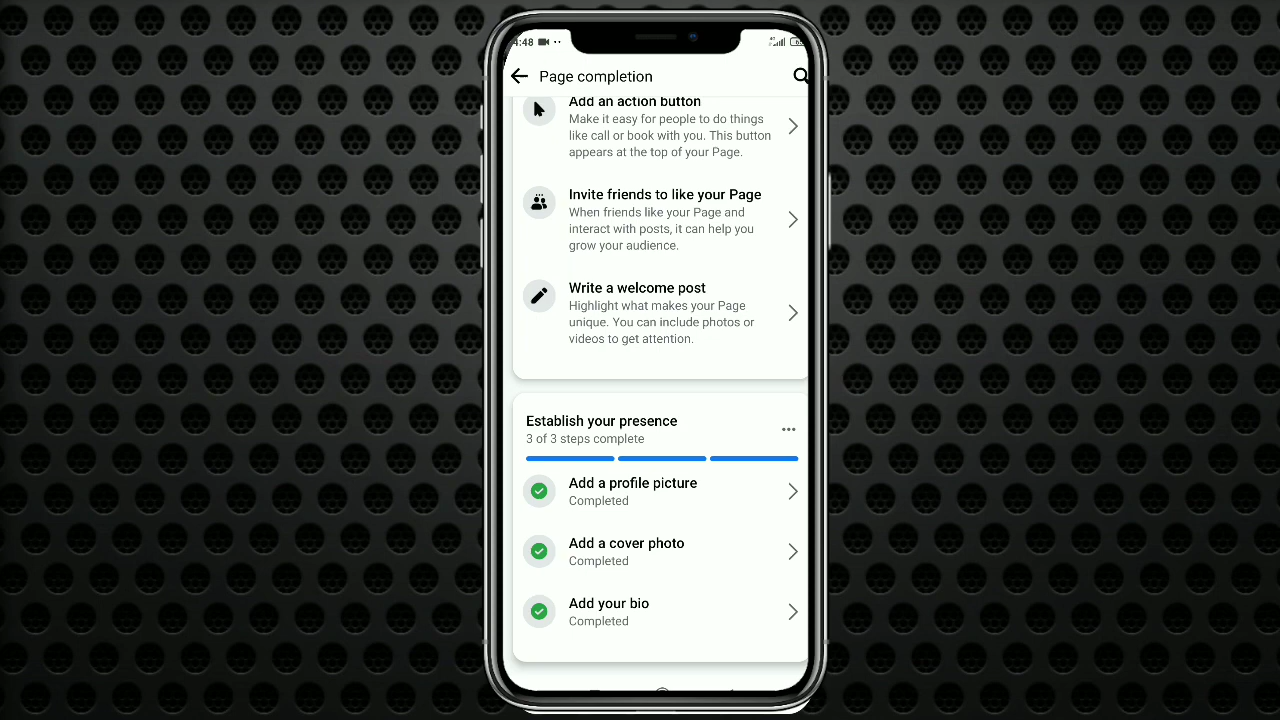 :48
Page completion
Add an action button
Make it easy for people to do things
like call or book with you. This button
appears at the top of your Page.
Invite friends to like your Page
When friends like your Page and
interact with posts, it can help you
grow your audience.
Write a welcome post
Highlight what makes your Page
unique. You can include photos or
videos to get attention.
Establish your presence
3 of 3 steps complete
Add a profile picture
Completed
Add a cover photo
Completed
Add your bio
Completed